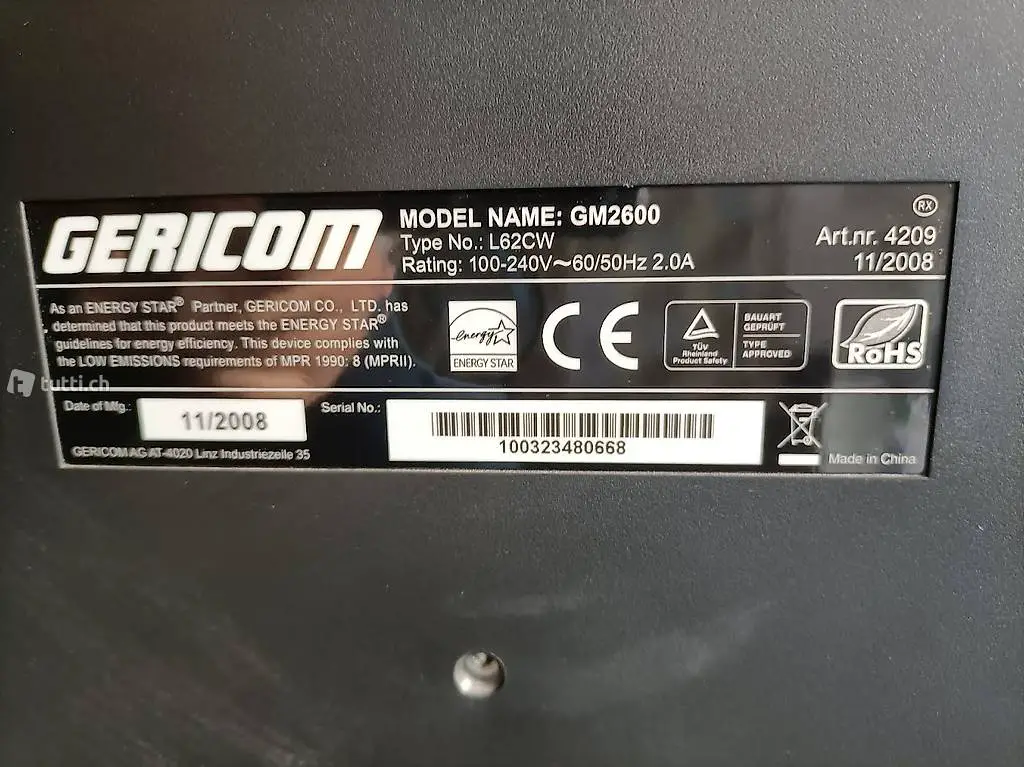 GERICOM
MODEL NAME: GM2600
Type No.: L62CW
Rating: 100-240V~60/50Hz 2.0A
RX
Art.nr. 4209
11/2008
As an ENERGY STAR® Partner, GERICOM CO., LTD. has
determined that this product meets the ENERGY STAR®
guidelines for energy efficiency. This device complies with
the LOW EMISSIONS requirements of MPR 1990: 8 (MPRII).
energy
ENERGY STAR
CE
TÜV
Rheinland
Product Safety
BAUART
GEPRÜFT
TYPE
APPROVED
RoHS
tutti.ch
Date of Mfg.:
11/2008
Serial No.:
100323480668
GERICOM AG AT-4020 Linz Industriezeile 35
Made in China